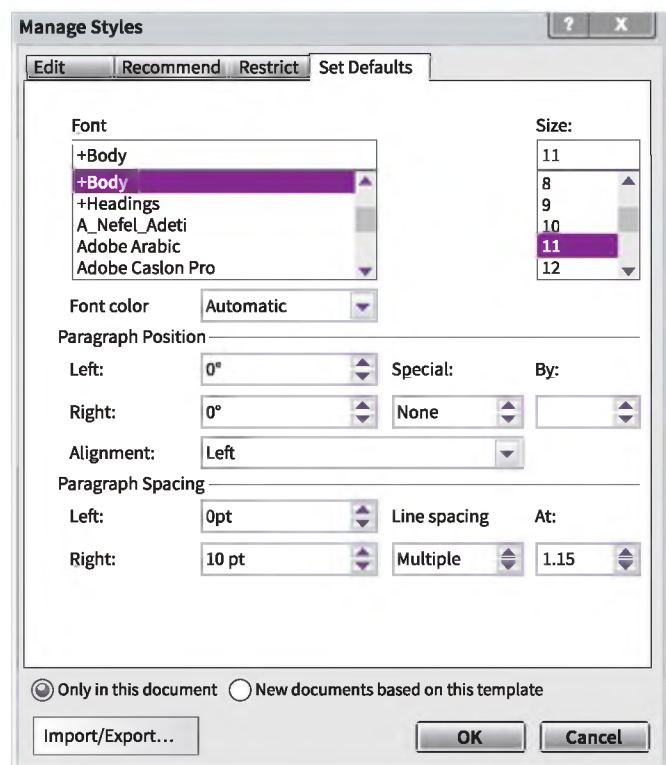 Manage Styles ? X
Edit Recommend Restrict Set Defaults
Font Size:
+Body 11
+Body 8
+Headings 9
A_Nefel_Adeti 10
Adobe Arabic 11
Adobe Caslon Pro 12
Font color Automatic
Paragraph Position
Left: 0" Special: By:
Right: 0° None
Alignment: Left
Paragraph Spacing
Left: 0pt Line spacing At:
Right: 10 pt Multiple 1.15
Only in this document New documents based on this template
Import/Export... OK Cancel